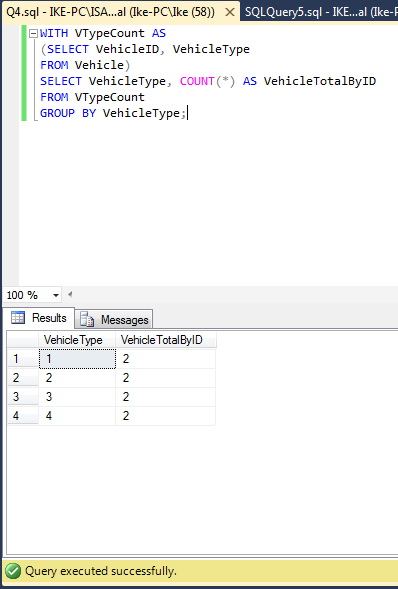 Q4.sql - IKE-PC\ISA...al (Ike-PC\Ike (58)) SQLQuery5.sql - IKE...al (Ike-P
WITH VTypeCount AS
(SELECT VehicleID, VehicleType
FROM Vehicle)
SELECT VehicleType, COUNT(*) AS VehicleTotalByID
FROM VTypeCount
GROUP BY VehicleType;
100 %
Results Messages
VehicleType VehicleTotalByID
1 1 2
2 2 2
3 3 2
4 4 2
Query executed successfully.